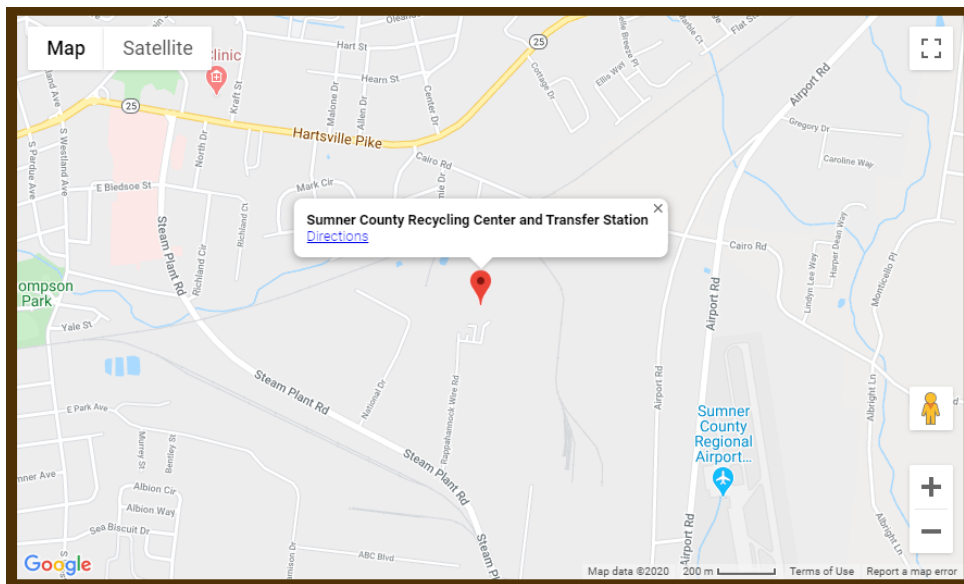 Map Satellite
Clinic
Hart St
Hearn St
Kraft St
Malone Dr
Allen Dr
Center Dr
25
Cottage Dr
Ellis Way
Flat St
Airport Rd
Gregory Dr
Caroline Way
S Pardue Ave
S Westland Ave
25
North Dr
Hartsville Pike
Cairo Rd
E Bledsoe St
Mark Cir
Richland Ct
Richland Cir
Steam Plant Rd
Sumner County Recycling Center and Transfer Station
Directions
Cairo Rd
Lindyn Lee Way
Harper Dean Way
Monticello Pl
ompson
Park
Yale St
Airport Rd
Steam Plant Rd
National Dr
Rappahannock Wire Rd
Airport Rd
Albright Ln
E Park Ave
Murrey St
Bentley St
Sumner
County
Regional
Airport...
Steam Plant Rd
mner Ave
Albion Cir
Albion Way
Sea Biscuit Dr
ABC Blvd
Airport Rd
Albright Ln
Google
Map data ©2020 200 m Terms of Use Report a map error